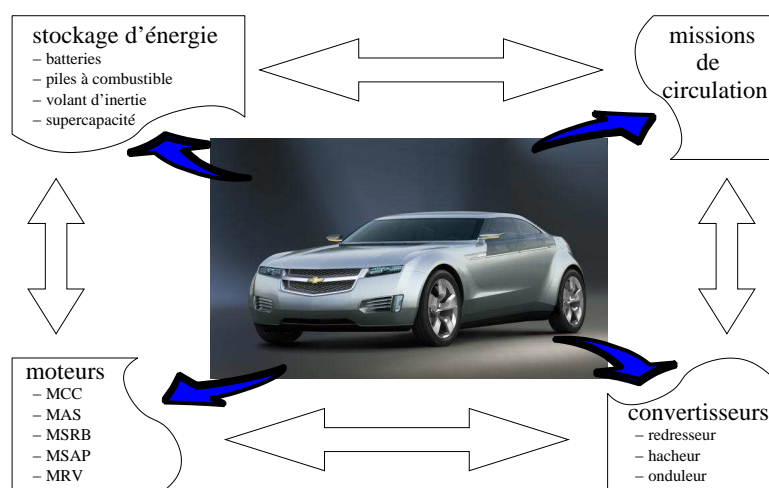 stockage d'énergie
– batteries
– piles à combustible
– volant d'inertie
– supercapacité
missions
de
circulation
moteurs
– MCC
– MAS
– MSRB
– MSAP
– MRV
convertisseurs
– redresseur
– hacheur
– onduleur